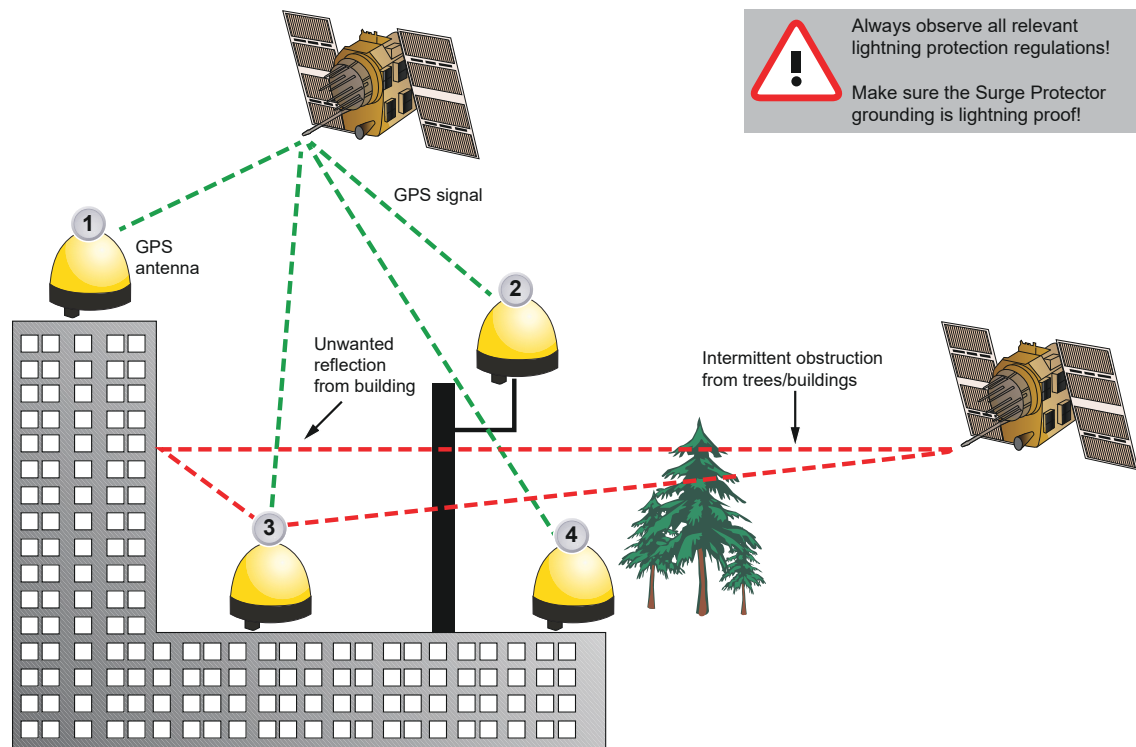 Always observe all relevant
lightning protection regulations!
Make sure the Surge Protector
grounding is lightning proof!
GPS signal
1
GPS
antenna
2
Unwanted
reflection
from building
Intermittent obstruction
from trees/buildings
3
4